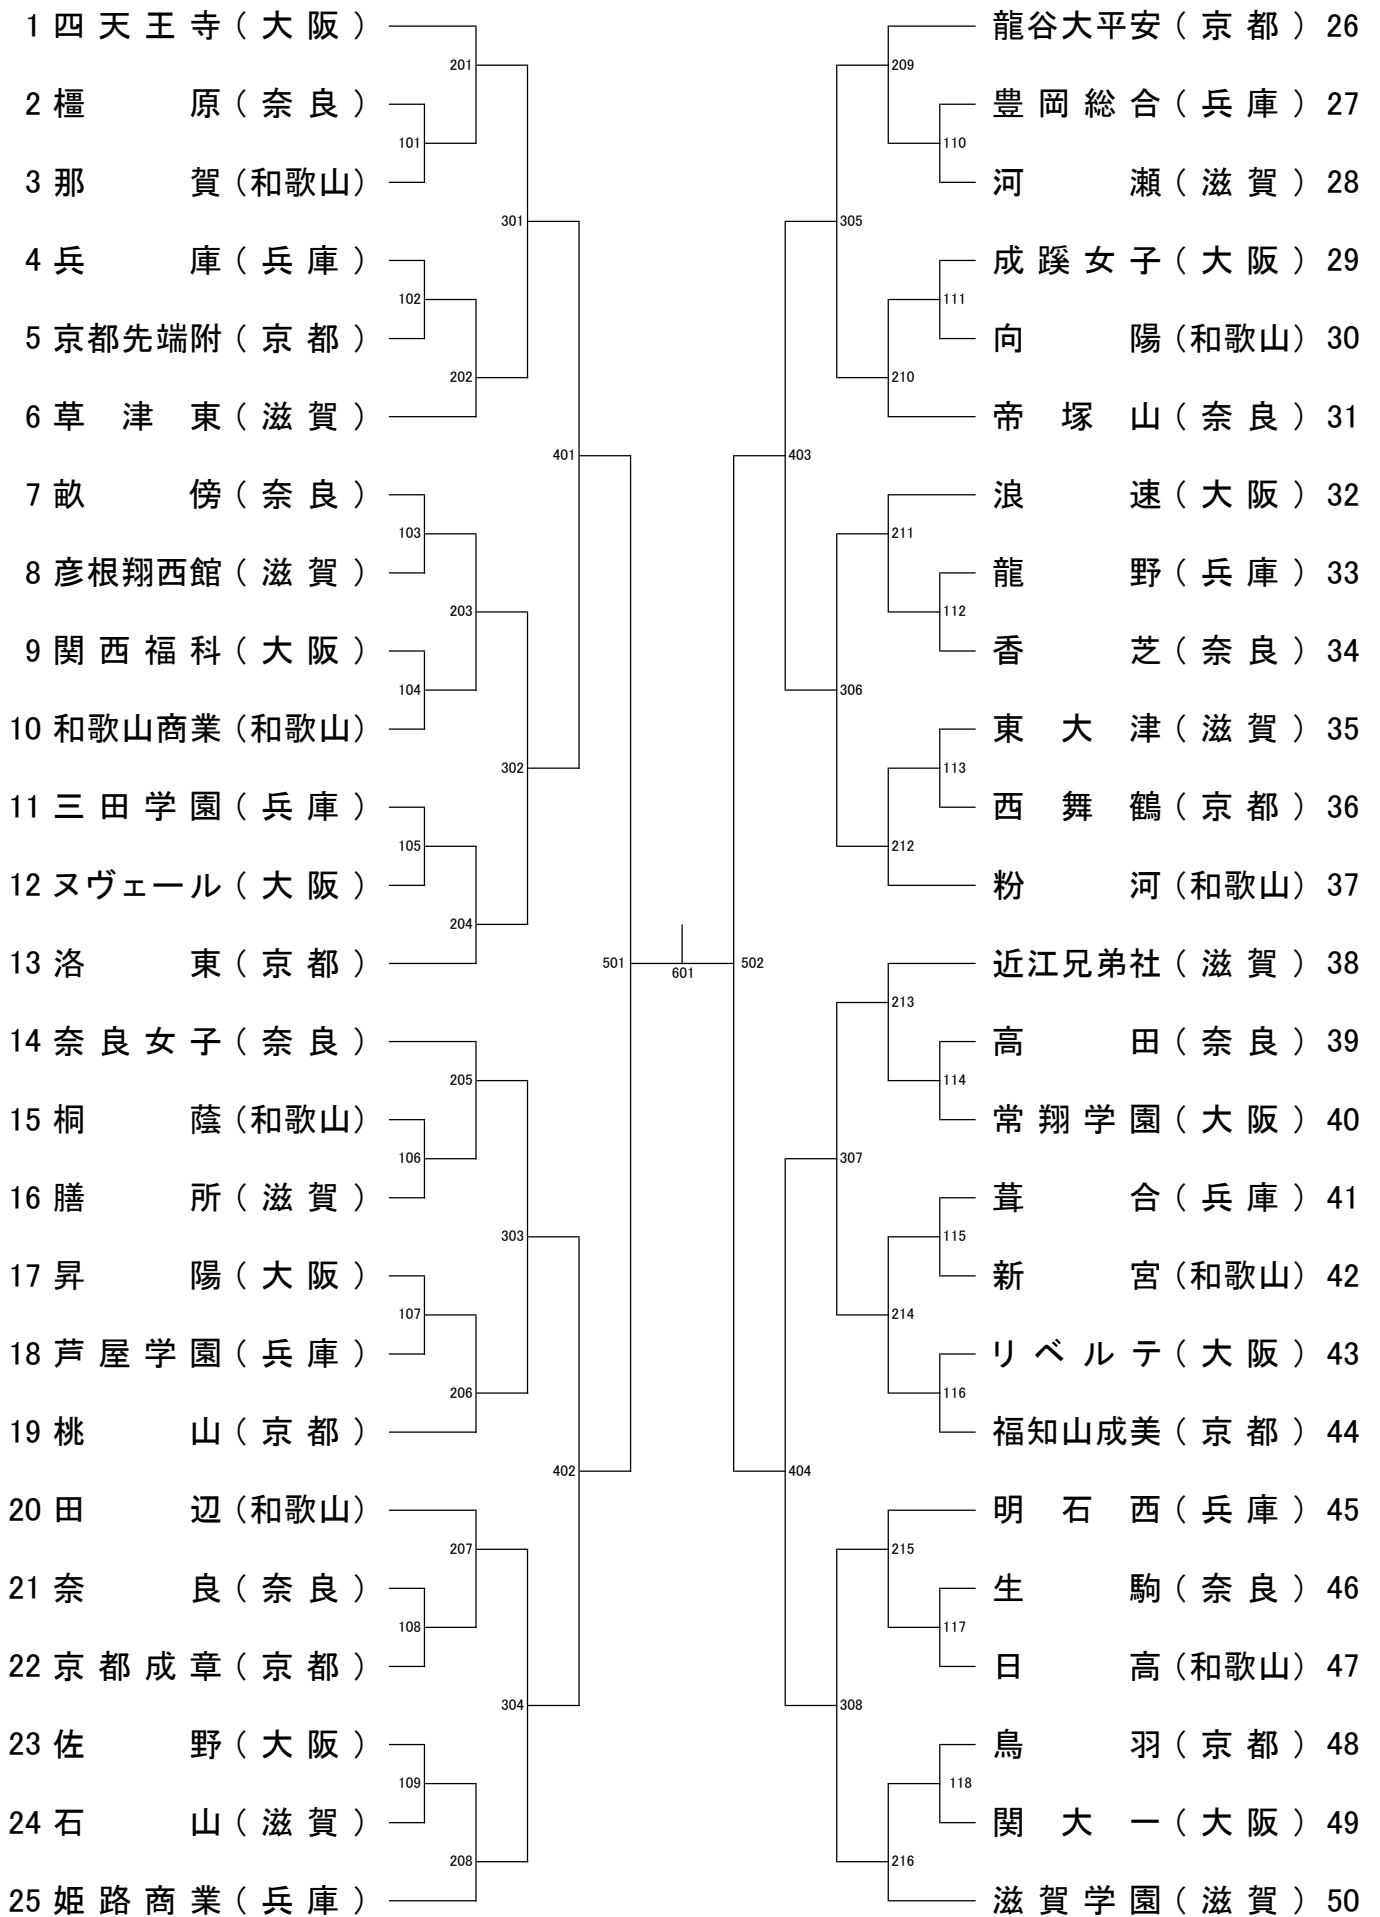 1 四天王寺（大阪）
201
2 橿原（奈良）
101
3 那賀（和歌山）
301
4 兵庫（兵庫）
102
5 京都先端附（京都）
202
6 草津東（滋賀）
401
7 畝傍（奈良）
103
8 彦根翔西館（滋賀）
203
9 関西福科（大阪）
104
10 和歌山商業（和歌山）
302
11 三田学園（兵庫）
105
12 ヌヴェール（大阪）
204
13 洛東（京都）
501
14 奈良女子（奈良）
205
15 桐蔭（和歌山）
106
16 膳所（滋賀）
303
17 昇陽（大阪）
107
18 芦屋学園（兵庫）
206
19 桃山（京都）
402
20 田辺（和歌山）
207
21 奈良（奈良）
108
22 京都成章（京都）
304
23 佐野（大阪）
109
24 石山（滋賀）
208
25 姫路商業（兵庫）
601
龍谷大平安（京都）26
209
豊岡総合（兵庫）27
110
河瀬（滋賀）28
305
成蹊女子（大阪）29
111
向陽（和歌山）30
210
帝塚山（奈良）31
403
浪速（大阪）32
211
龍野（兵庫）33
112
香芝（奈良）34
306
東大津（滋賀）35
113
西舞鶴（京都）36
212
粉河（和歌山）37
502
近江兄弟社（滋賀）38
213
高田（奈良）39
114
常翔学園（大阪）40
307
葺合（兵庫）41
115
新宮（和歌山）42
214
リベルテ（大阪）43
116
福知山成美（京都）44
404
明石西（兵庫）45
215
生駒（奈良）46
117
日高（和歌山）47
308
鳥羽（京都）48
118
関大一（大阪）49
216
滋賀学園（滋賀）50